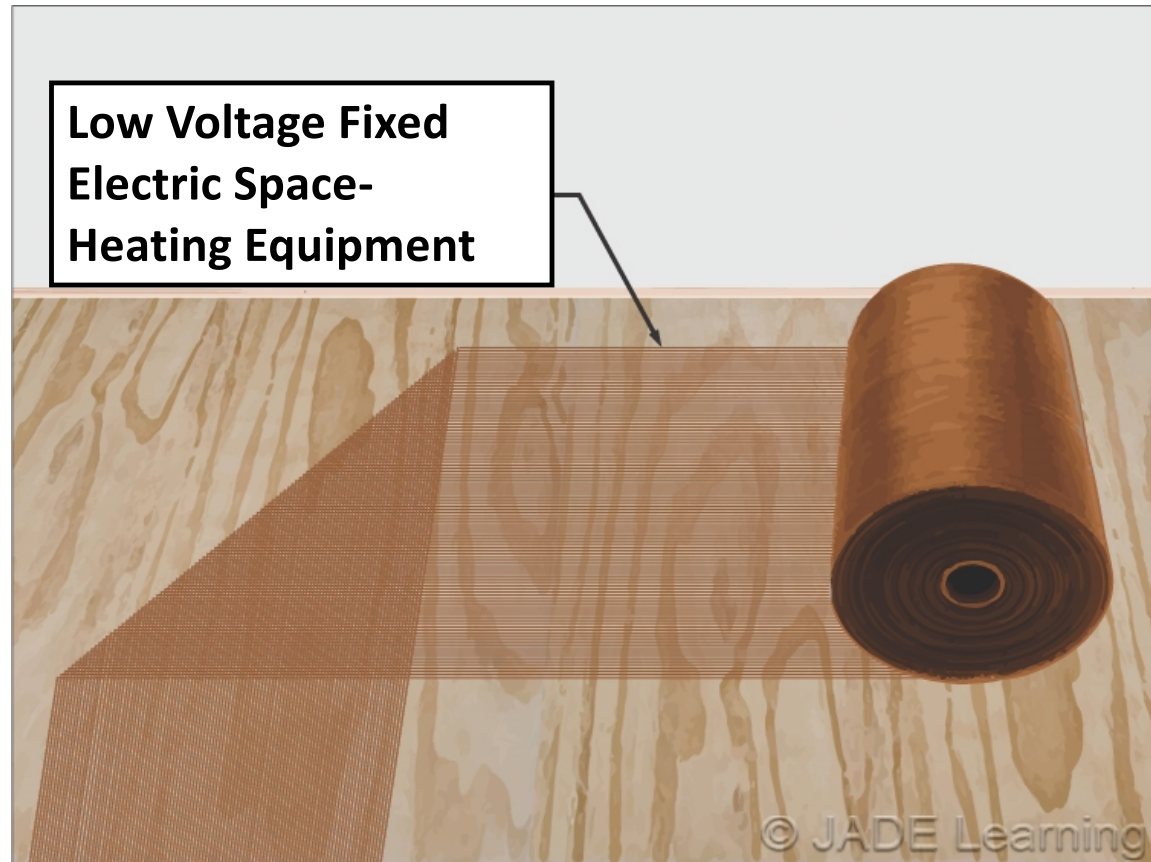 Low Voltage Fixed
Electric Space-
Heating Equipment
© JADE Learning